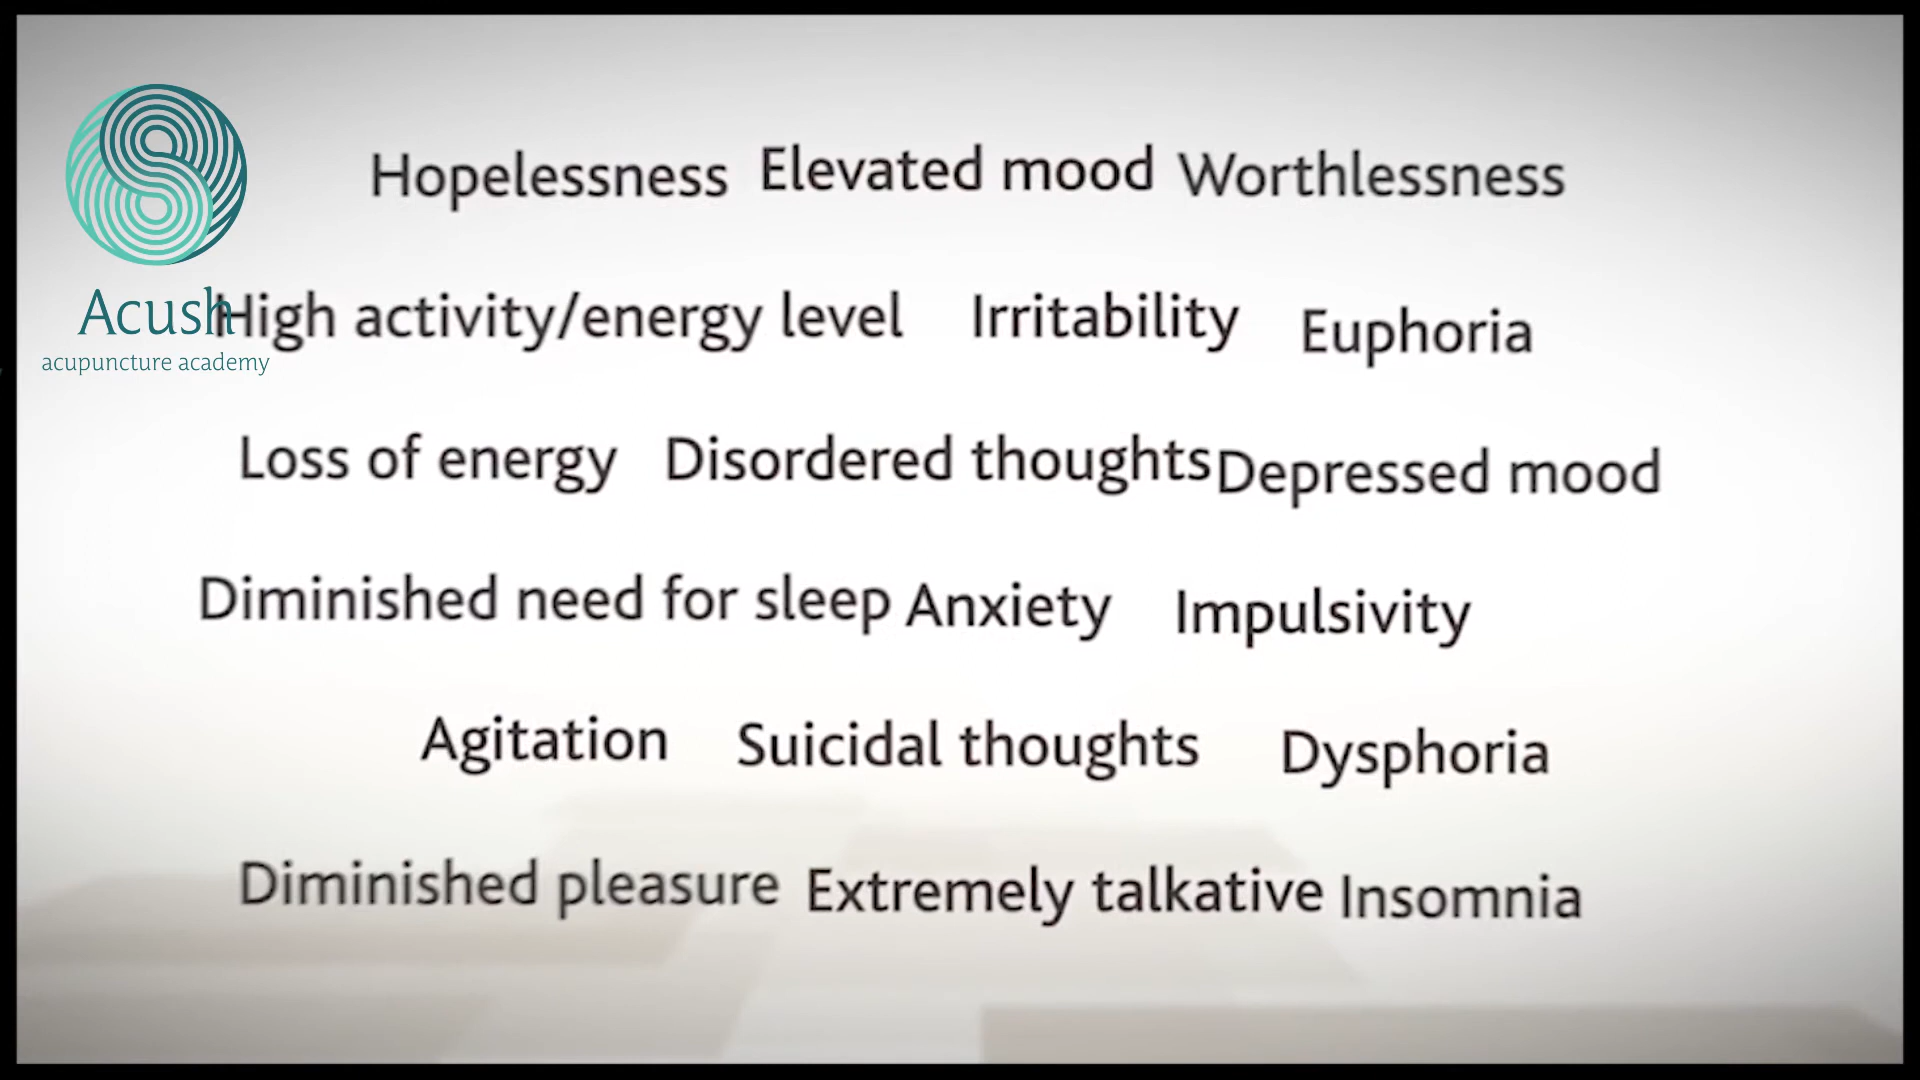 Hopelessness Elevated mood Worthlessness
Acush
acupuncture academy
High activity/energy level Irritability Euphoria
Loss of energy Disordered thoughts Depressed mood
Diminished need for sleep Anxiety Impulsivity
Agitation Suicidal thoughts Dysphoria
Diminished pleasure Extremely talkative Insomnia